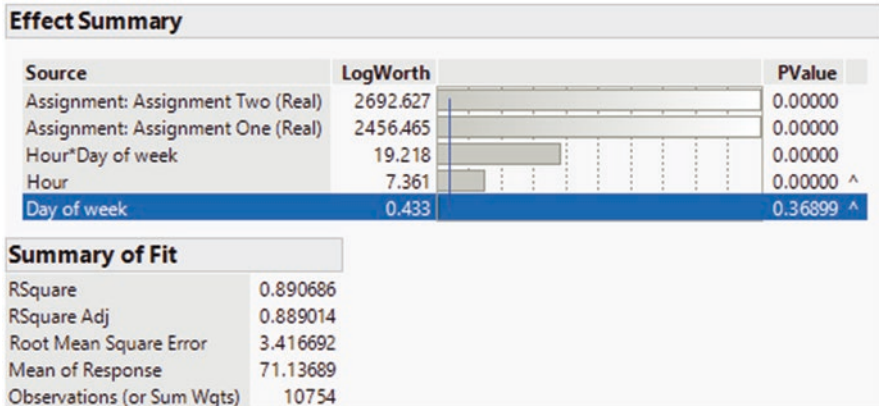 Effect Summary
Source LogWorth PValue
Assignment: Assignment Two (Real) 2692.627 0.00000
Assignment: Assignment One (Real) 2456.465 0.00000
Hour*Day of week 19.218 0.00000
Hour 7.361 0.00000 ^
Day of week 0.433 0.36899 ^
Summary of Fit
RSquare 0.890686
RSquare Adj 0.889014
Root Mean Square Error 3.416692
Mean of Response 71.13689
Observations (or Sum Wgts) 10754